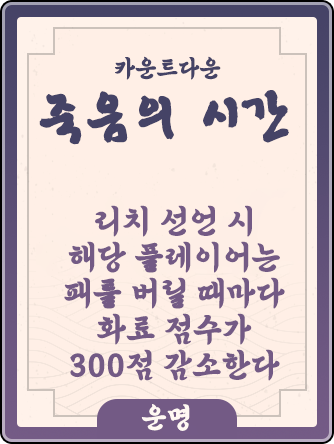 카운트다운
죽음의 시간
리치 선언 시
해당 플레이어는
패를 버릴 때마다
화료 점수가
300점 감소한다
운명